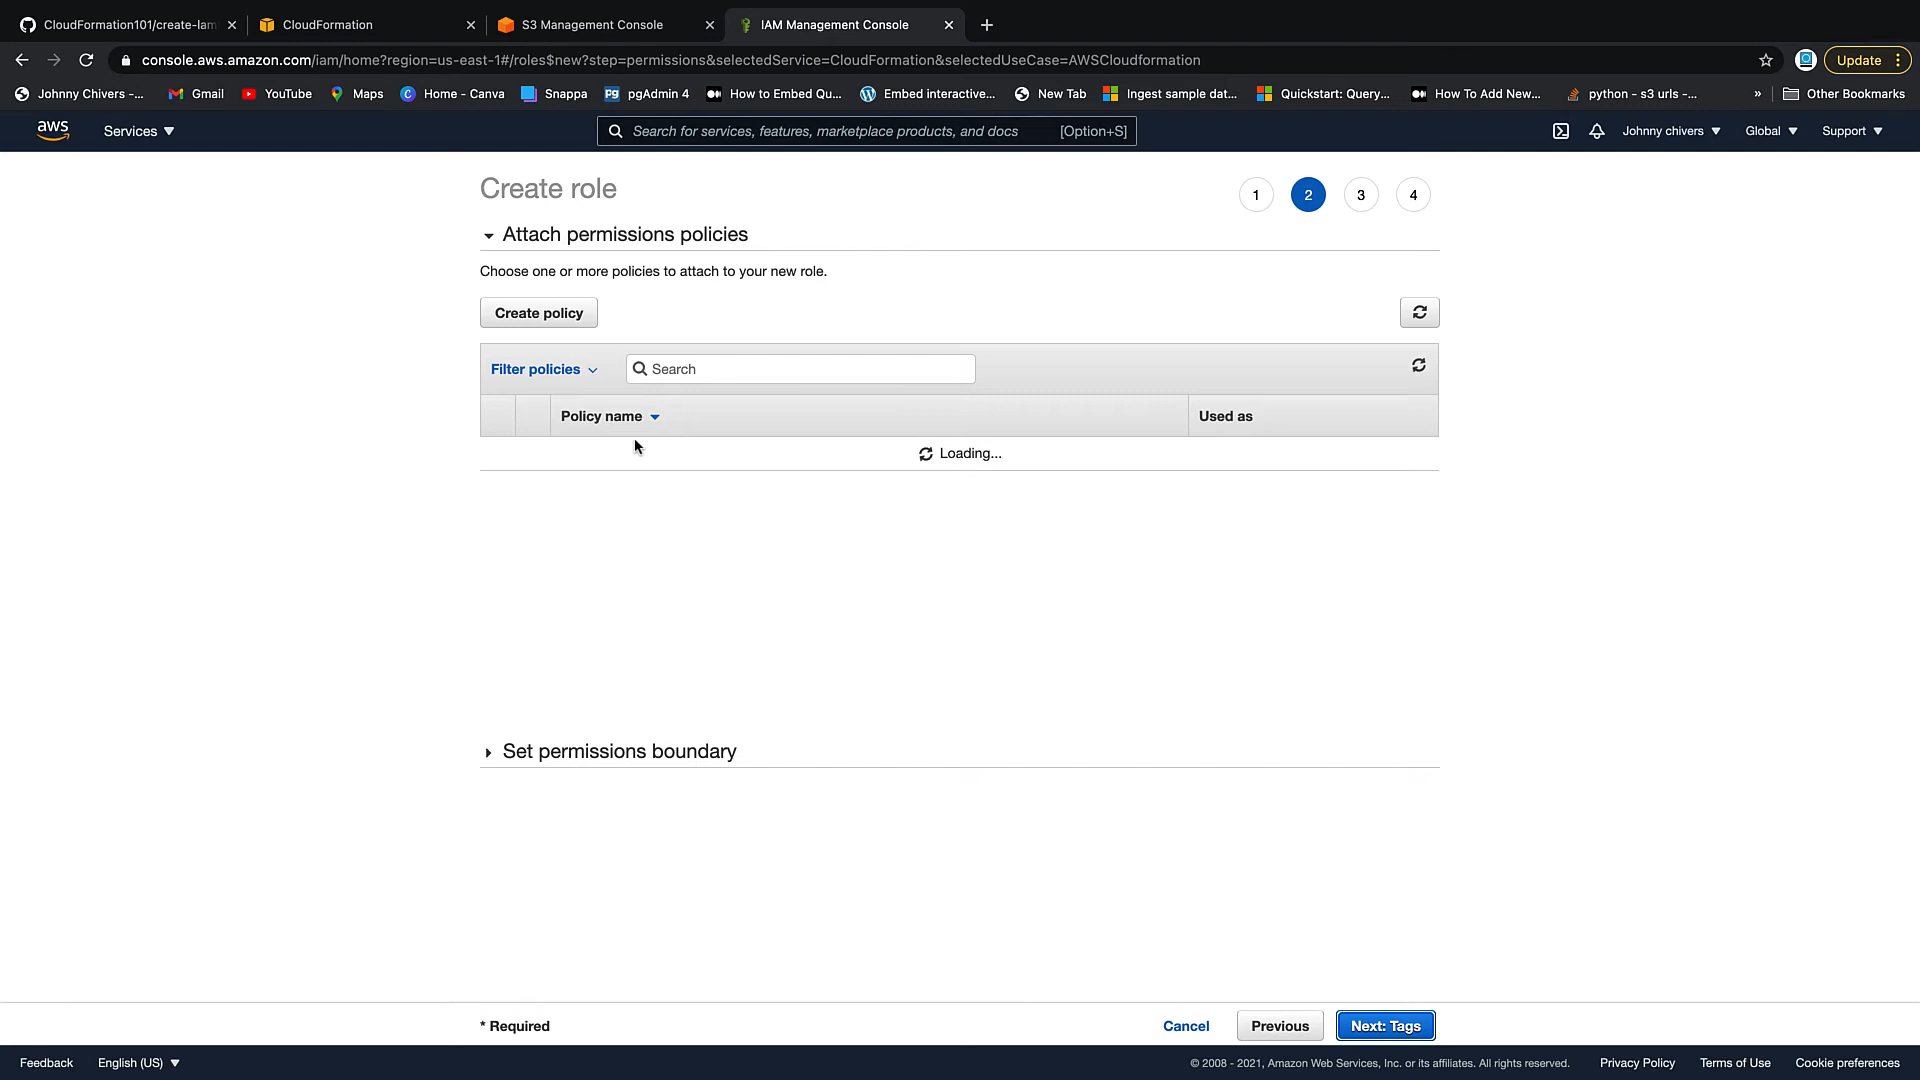 CloudFormation101/create-Iam
CloudFormation
S3 Management Console
IAM Management Console
console.aws.amazon.com/iam/home?region=us-east-1#/roles$new?step=permissions&selectedService=CloudFormation&selectedUseCase=AWSCloudformation
Update
Johnny Chivers -...
Gmail
YouTube
Maps
Home - Canva
Snappa
pgAdmin 4
How to Embed Qu...
Embed interactive...
New Tab
Ingest sample dat...
Quickstart: Query...
How To Add New...
python - s3 urls -...
»
Other Bookmarks
aws
Services
Search for services, features, marketplace products, and docs [Option+S]
Johnny chivers
Global
Support
Create role
1 2 3 4
Attach permissions policies
Choose one or more policies to attach to your new role.
Create policy
Filter policies
Search
Policy name
Used as
Loading...
Set permissions boundary
* Required
Cancel
Previous
Next: Tags
Feedback
English (US)
© 2008 - 2021, Amazon Web Services, Inc. or its affiliates. All rights reserved.
Privacy Policy
Terms of Use
Cookie preferences